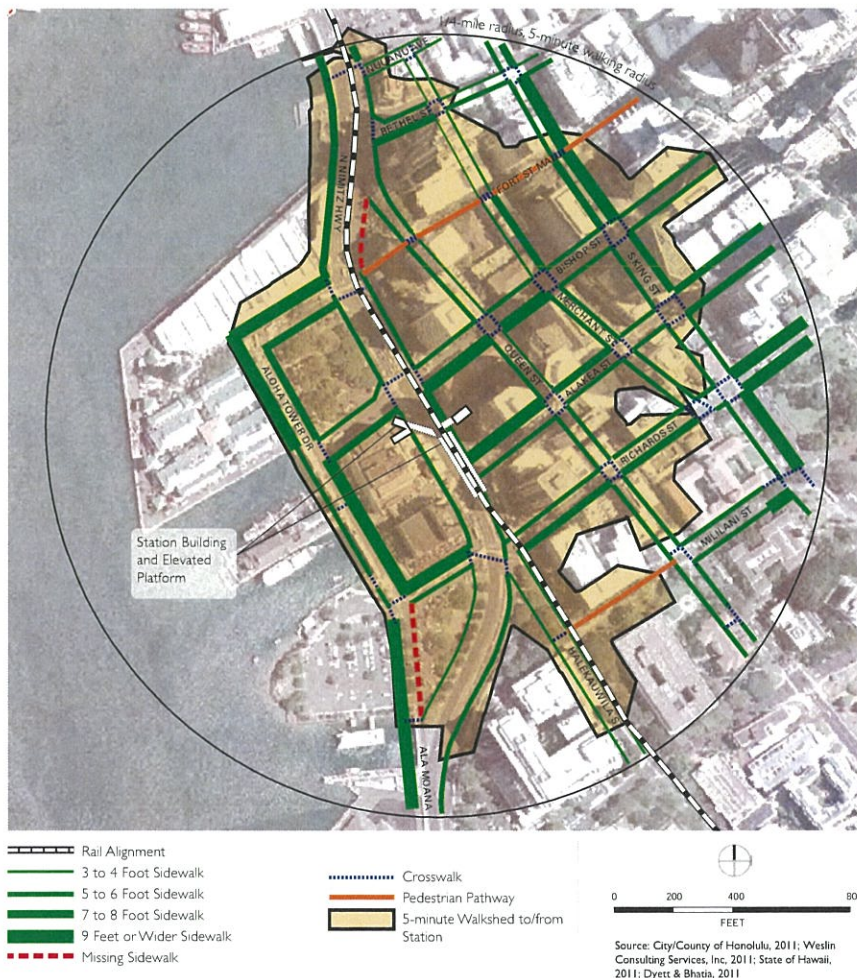 1/4-mile radius, 5-minute walking radius
NUUANU AVE
BETHEL ST
N NIMITZ HWY
FORT ST MALL
BISHOP ST
S KING ST
MERCHANT ST
QUEEN ST
ALAKEA ST
ALOHA TOWER DR
RICHARDS ST
MILILANI ST
Station Building
and Elevated
Platform
HALEKAUWILA ST
ALA MOANA
Rail Alignment
3 to 4 Foot Sidewalk
5 to 6 Foot Sidewalk
7 to 8 Foot Sidewalk
9 Feet or Wider Sidewalk
Missing Sidewalk
Crosswalk
Pedestrian Pathway
5-minute Walkshed to/from
Station
0 200 400 80
FEET
Source: City/County of Honolulu, 2011; Weslin
Consulting Services, Inc, 2011; State of Hawaii,
2011; Dyett & Bhatia, 2011